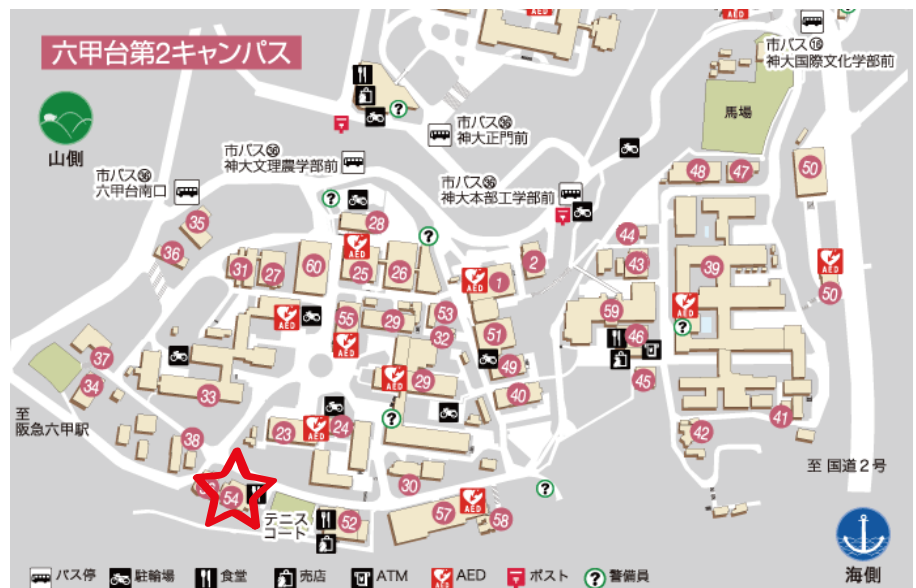 六甲台第2キャンパス
山側
市バス㊱
神大正門前
市バス⑯
神大国際文化学部前
馬場
市バス㊱
神大文理農学部前
市バス㊱
六甲台南口
市バス㊱
神大本部工学部前
48
47
50
35
28
36
44
2
43
39
31
27
60
25
26
1
AED
AED
AED
50
59
AED
53
AED
55
29
51
32
46
ATM
AED
49
37
29
AED
45
34
33
40
41
至
阪急六甲駅
23
AED
24
42
38
30
至 国道2号
54
テニス
コート
52
57
AED
58
海側
バス停
駐輪場
食堂
売店
ATM
AED
ポスト
警備員